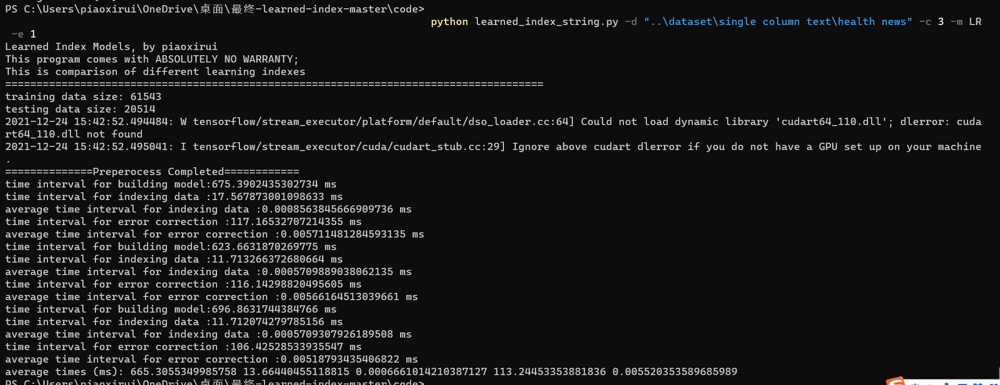 PS C:\Users\piaoxirui\OneDrive\桌面\最终-learned-index-master\code>
python learned_index_string.py -d "..\dataset\single column text\health news" -c 3 -m LR
-e 1
Learned Index Models, by piaoxirui
This program comes with ABSOLUTELY NO WARRANTY;
This is comparison of different learning indexes
======================================================================================
training data size: 61543
testing data size: 20514
2021-12-24 15:42:52.494484: W tensorflow/stream_executor/platform/default/dso_loader.cc:64] Could not load dynamic library 'cudart64_110.dll'; dlerror: cuda
rt64_110.dll not found
2021-12-24 15:42:52.495041: I tensorflow/stream_executor/cuda/cudart_stub.cc:29] Ignore above cudart dlerror if you do not have a GPU set up on your machine
.
==============Preperocess Completed============
time interval for building model:675.3902435302734 ms
time interval for indexing data :17.567873001098633 ms
average time interval for indexing data :0.0008563845666909736 ms
time interval for error correction :117.16532707214355 ms
average time interval for error correction :0.005711481284593135 ms
time interval for building model:623.6631870269775 ms
time interval for indexing data :11.713266372680664 ms
average time interval for indexing data :0.0005709889038062135 ms
time interval for error correction :116.14298820495605 ms
average time interval for error correction :0.00566164513039661 ms
time interval for building model:696.8631744384766 ms
time interval for indexing data :11.712074279785156 ms
average time interval for indexing data :0.0005709307926189508 ms
time interval for error correction :106.42528533935547 ms
average time interval for error correction :0.00518793435406822 ms
average times (ms): 665.3055349985758 13.66440455118815 0.0006661014210387127 113.24453353881836 0.005520353589685989
PS C:\Users\piaoxirui\OneDrive\桌面\最终-learned-index-master\code>